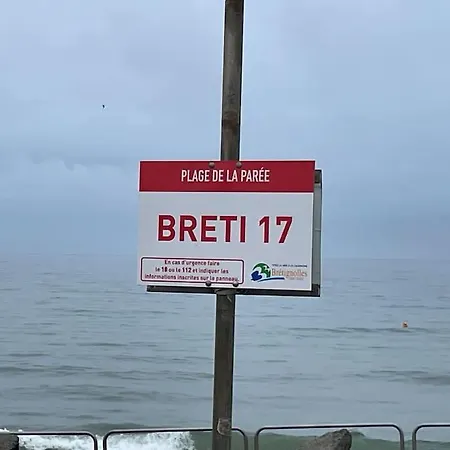 PLAGE DE LA PARÉE
BRETI 17
En cas d'urgence faire
le 18 ou le 112 et indiquer les
informations inscrites sur le panneau.
Brétignolles